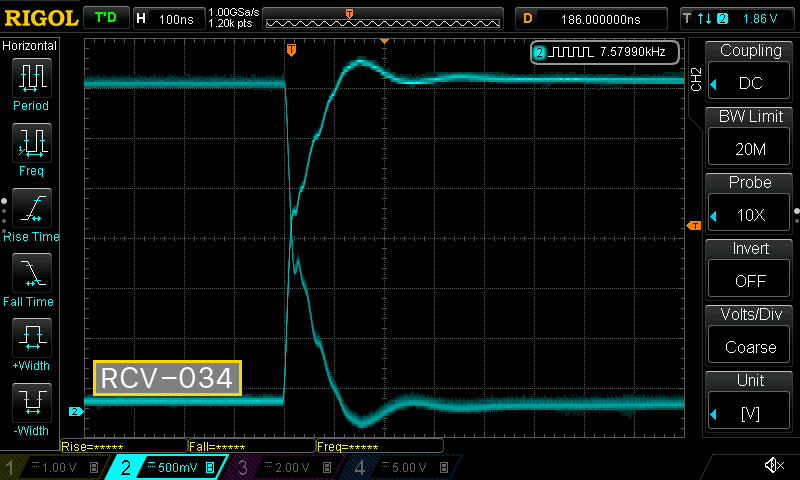 RIGOL T'D H 100ns 1.00GSa/s 1.20k pts T D 186.000000ns T 2 1.86 V
Horizontal
Period
Freq
Rise Time
Fall Time
+Width
-Width
T
2 7.57990kHz
T
2
RCV-034
Rise=***** Fall=***** Freq=*****
1 1.00 V B 2 500mV B 3 2.00 V B 4 5.00 V B
CH2
Coupling
DC
BW Limit
20M
Probe
10X
Invert
OFF
Volts/Div
Coarse
Unit
[V]